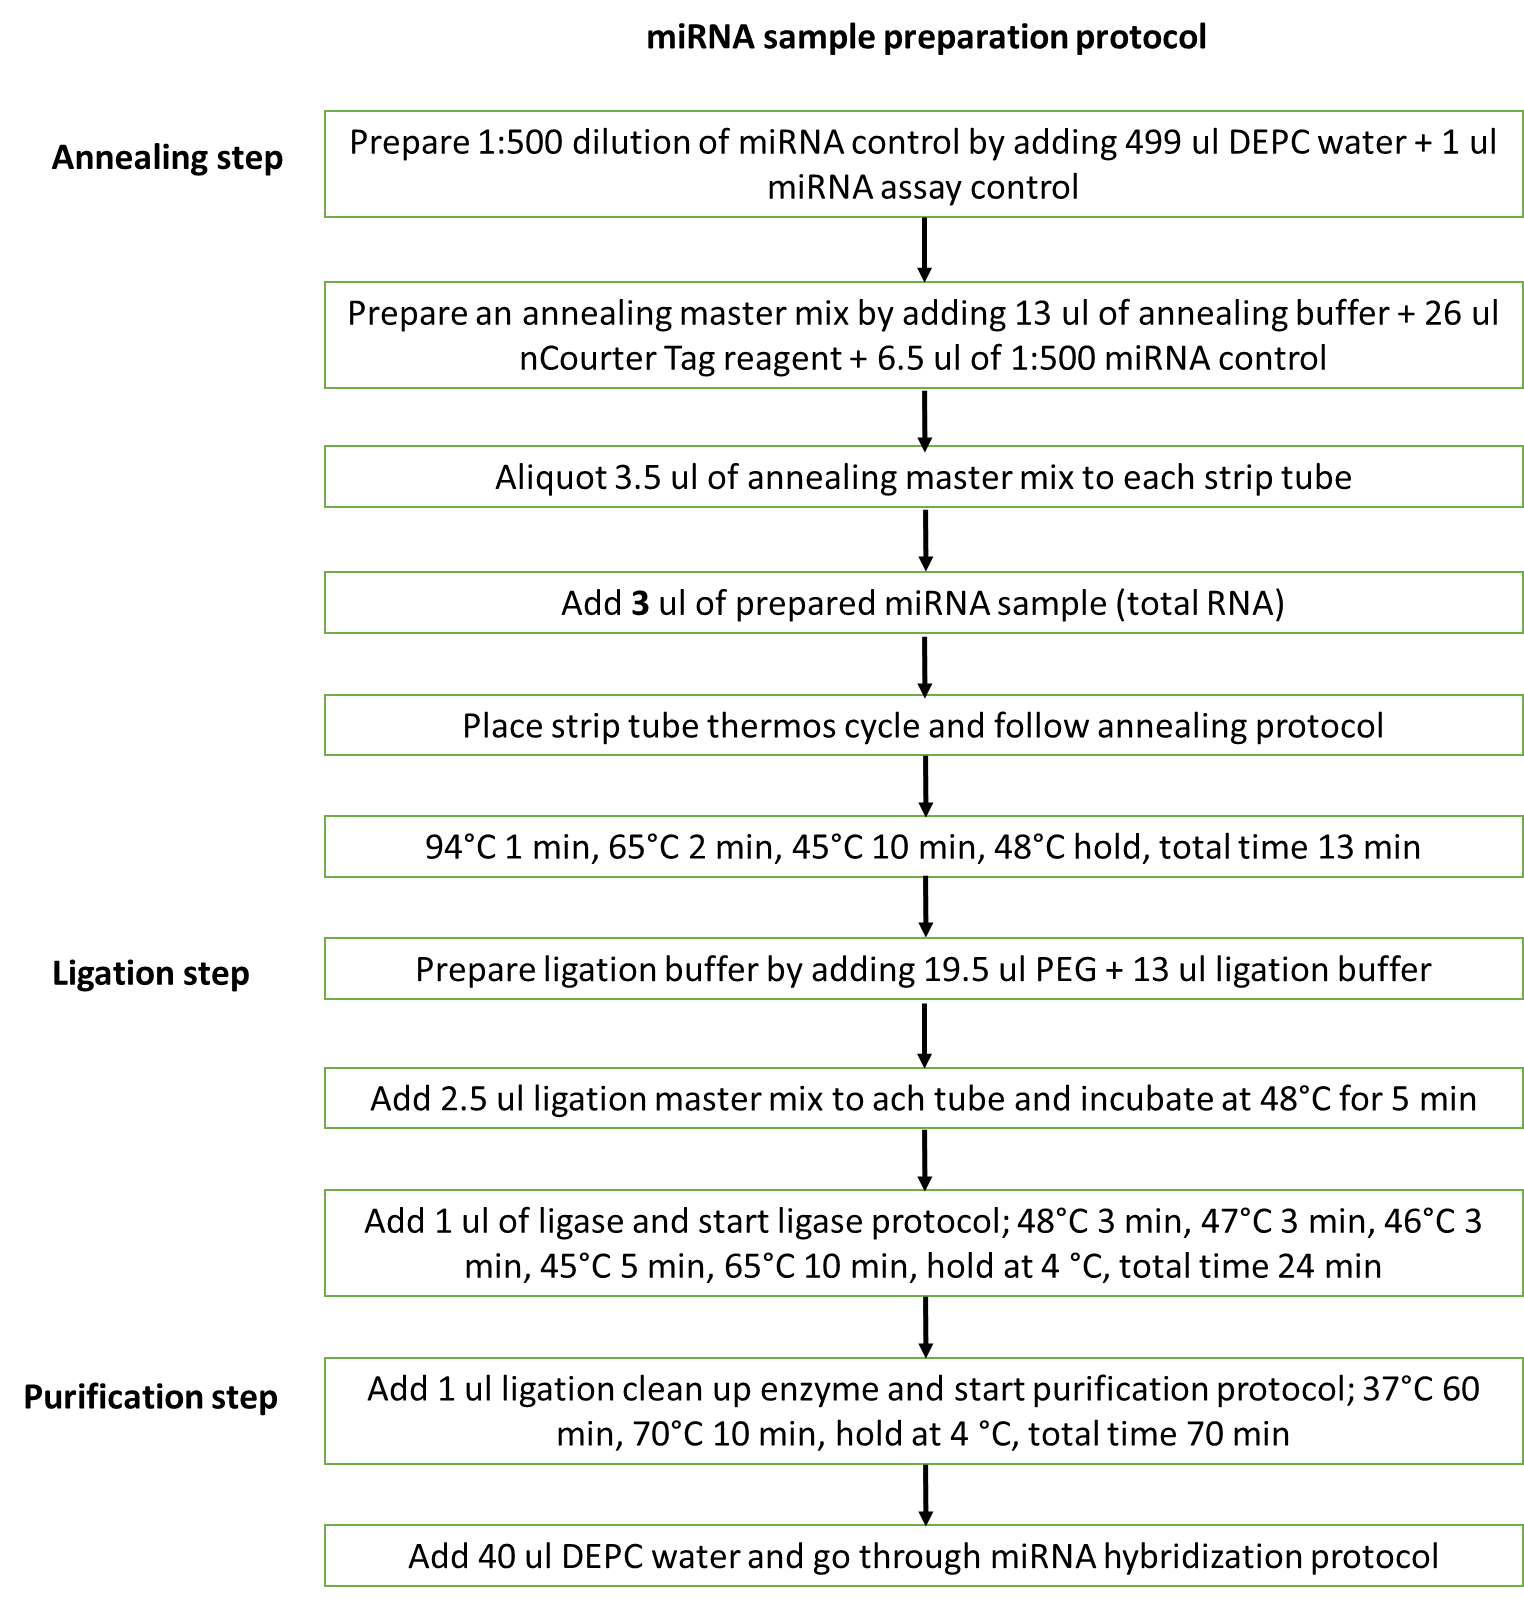 miRNA sample preparation protocol
Annealing step
Prepare 1:500 dilution of miRNA control by adding 499 ul DEPC water + 1 ul
miRNA assay control
Prepare an annealing master mix by adding 13 ul of annealing buffer + 26 ul
nCourter Tag reagent + 6.5 ul of 1:500 miRNA control
Aliquot 3.5 ul of annealing master mix to each strip tube
Add 3 ul of prepared miRNA sample (total RNA)
Place strip tube thermos cycle and follow annealing protocol
94°C 1 min, 65°C 2 min, 45°C 10 min, 48°C hold, total time 13 min
Ligation step
Prepare ligation buffer by adding 19.5 ul PEG + 13 ul ligation buffer
Add 2.5 ul ligation master mix to ach tube and incubate at 48°C for 5 min
Add 1 ul of ligase and start ligase protocol; 48°C 3 min, 47°C 3 min, 46°C 3
min, 45°C 5 min, 65°C 10 min, hold at 4 °C, total time 24 min
Purification step
Add 1 ul ligation clean up enzyme and start purification protocol; 37°C 60
min, 70°C 10 min, hold at 4 °C, total time 70 min
Add 40 ul DEPC water and go through miRNA hybridization protocol